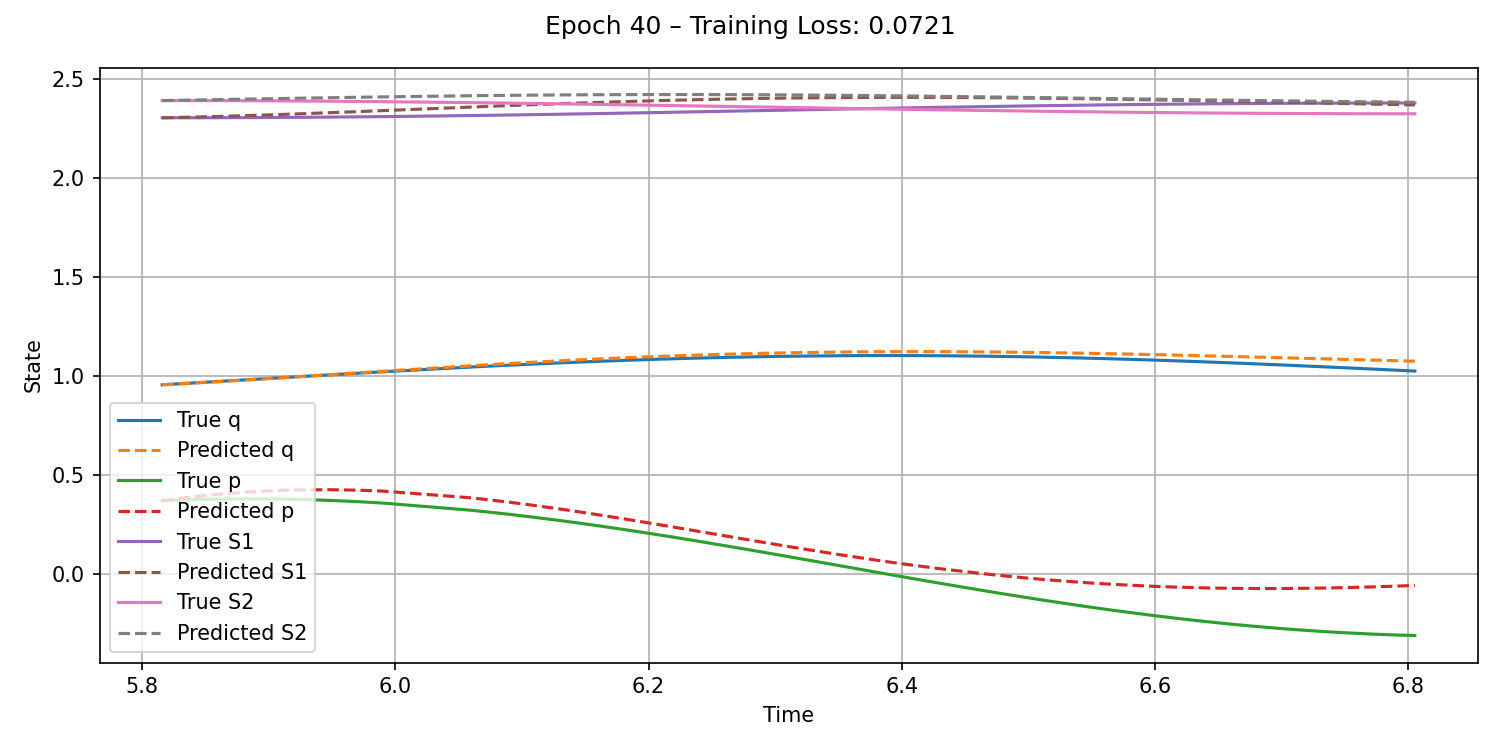 Epoch 40 – Training Loss: 0.0721
2.5
2.0
1.5
1.0
0.5
0.0
State
True q
Predicted q
True p
Predicted p
True S1
Predicted S1
True S2
Predicted S2
5.8 6.0 6.2 6.4 6.6 6.8
Time